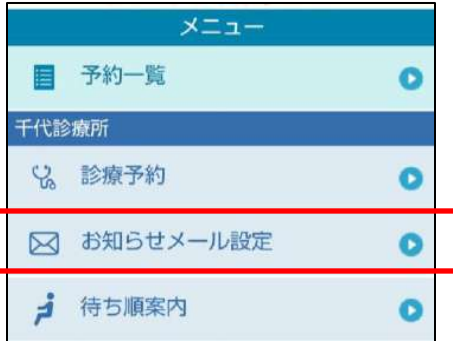 メニュー
予約一覧
千代診療所
診療予約
お知らせメール設定
待ち順案内